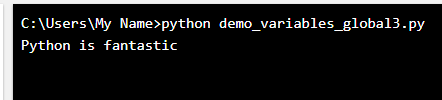 C:\Users\My Name>python demo_variables_global3.py
Python is fantastic